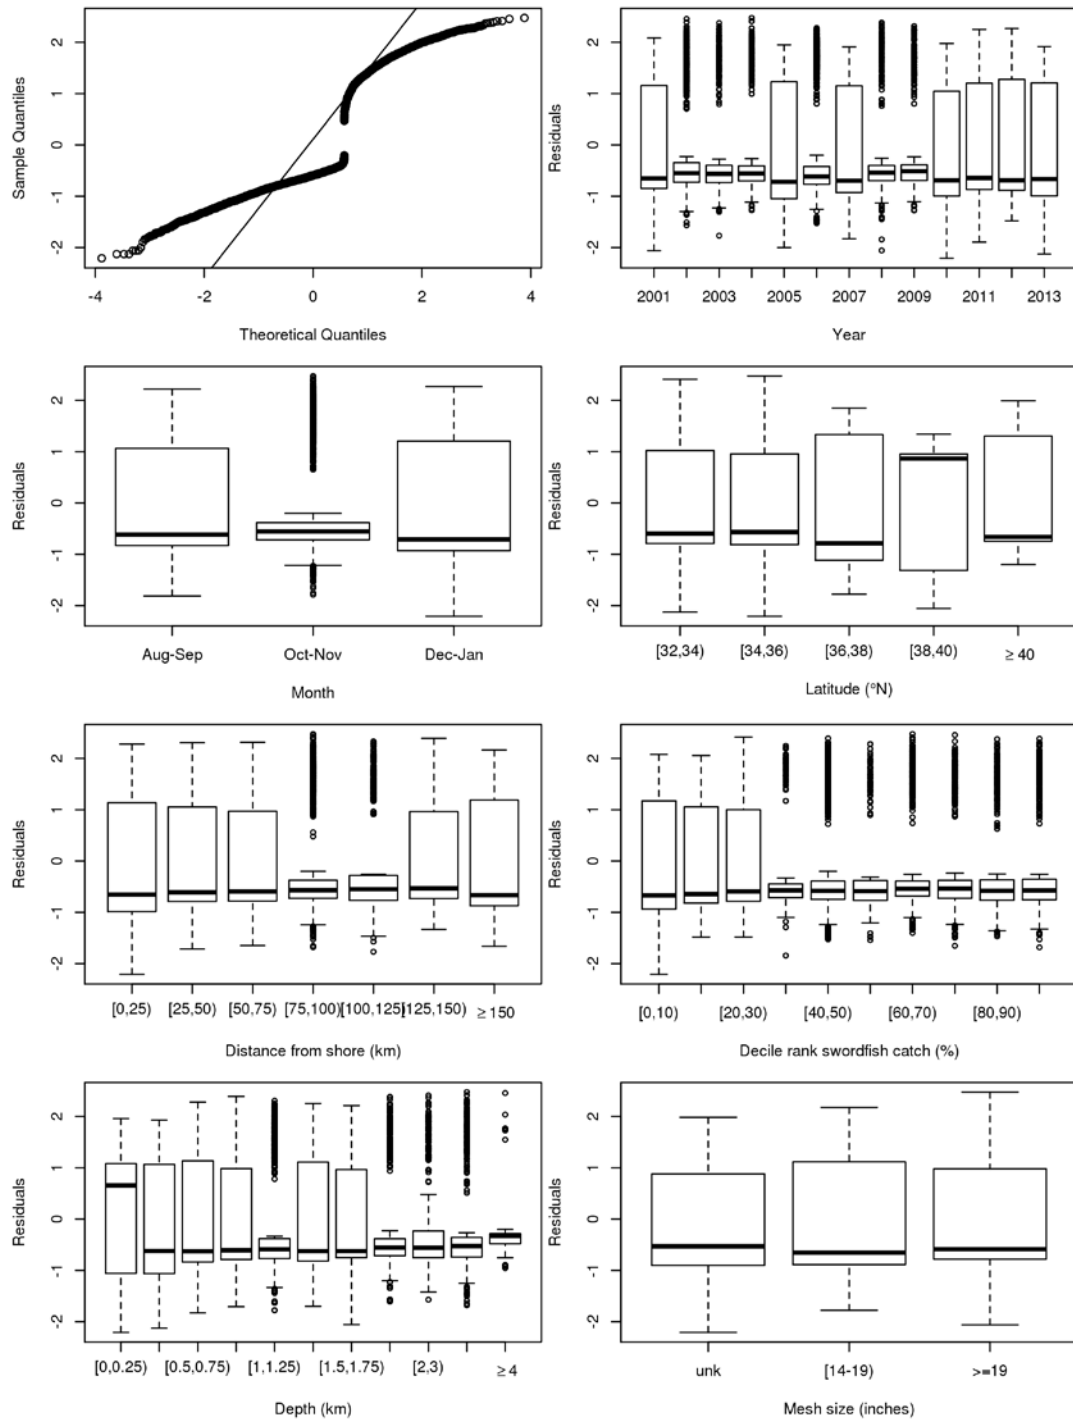 Sample Quantiles
2
1
0
-1
-2
-4
-2
0
2
4
Theoretical Quantiles
Residuals
2
1
0
-1
-2
2001 2003 2005 2007 2009 2011 2013
Year
Residuals
2
1
0
-1
-2
Aug-Sep Oct-Nov Dec-Jan
Month
Residuals
2
1
0
-1
-2
[32,34) [34,36) [36,38) [38,40) ≥ 40
Latitude (°N)
Residuals
2
1
0
-1
-2
[0,25) [25,50) [50,75) [75,100) [100,125) [125,150) ≥ 150
Distance from shore (km)
Residuals
2
1
0
-1
-2
[0,10) [20,30) [40,50) [60,70) [80,90)
Decile rank swordfish catch (%)
Residuals
2
1
0
-1
-2
[0,0.25) [0.5,0.75) [1,1.25) [1.5,1.75) [2,3) ≥ 4
Depth (km)
Residuals
2
1
0
-1
-2
unk [14-19) >=19
Mesh size (inches)